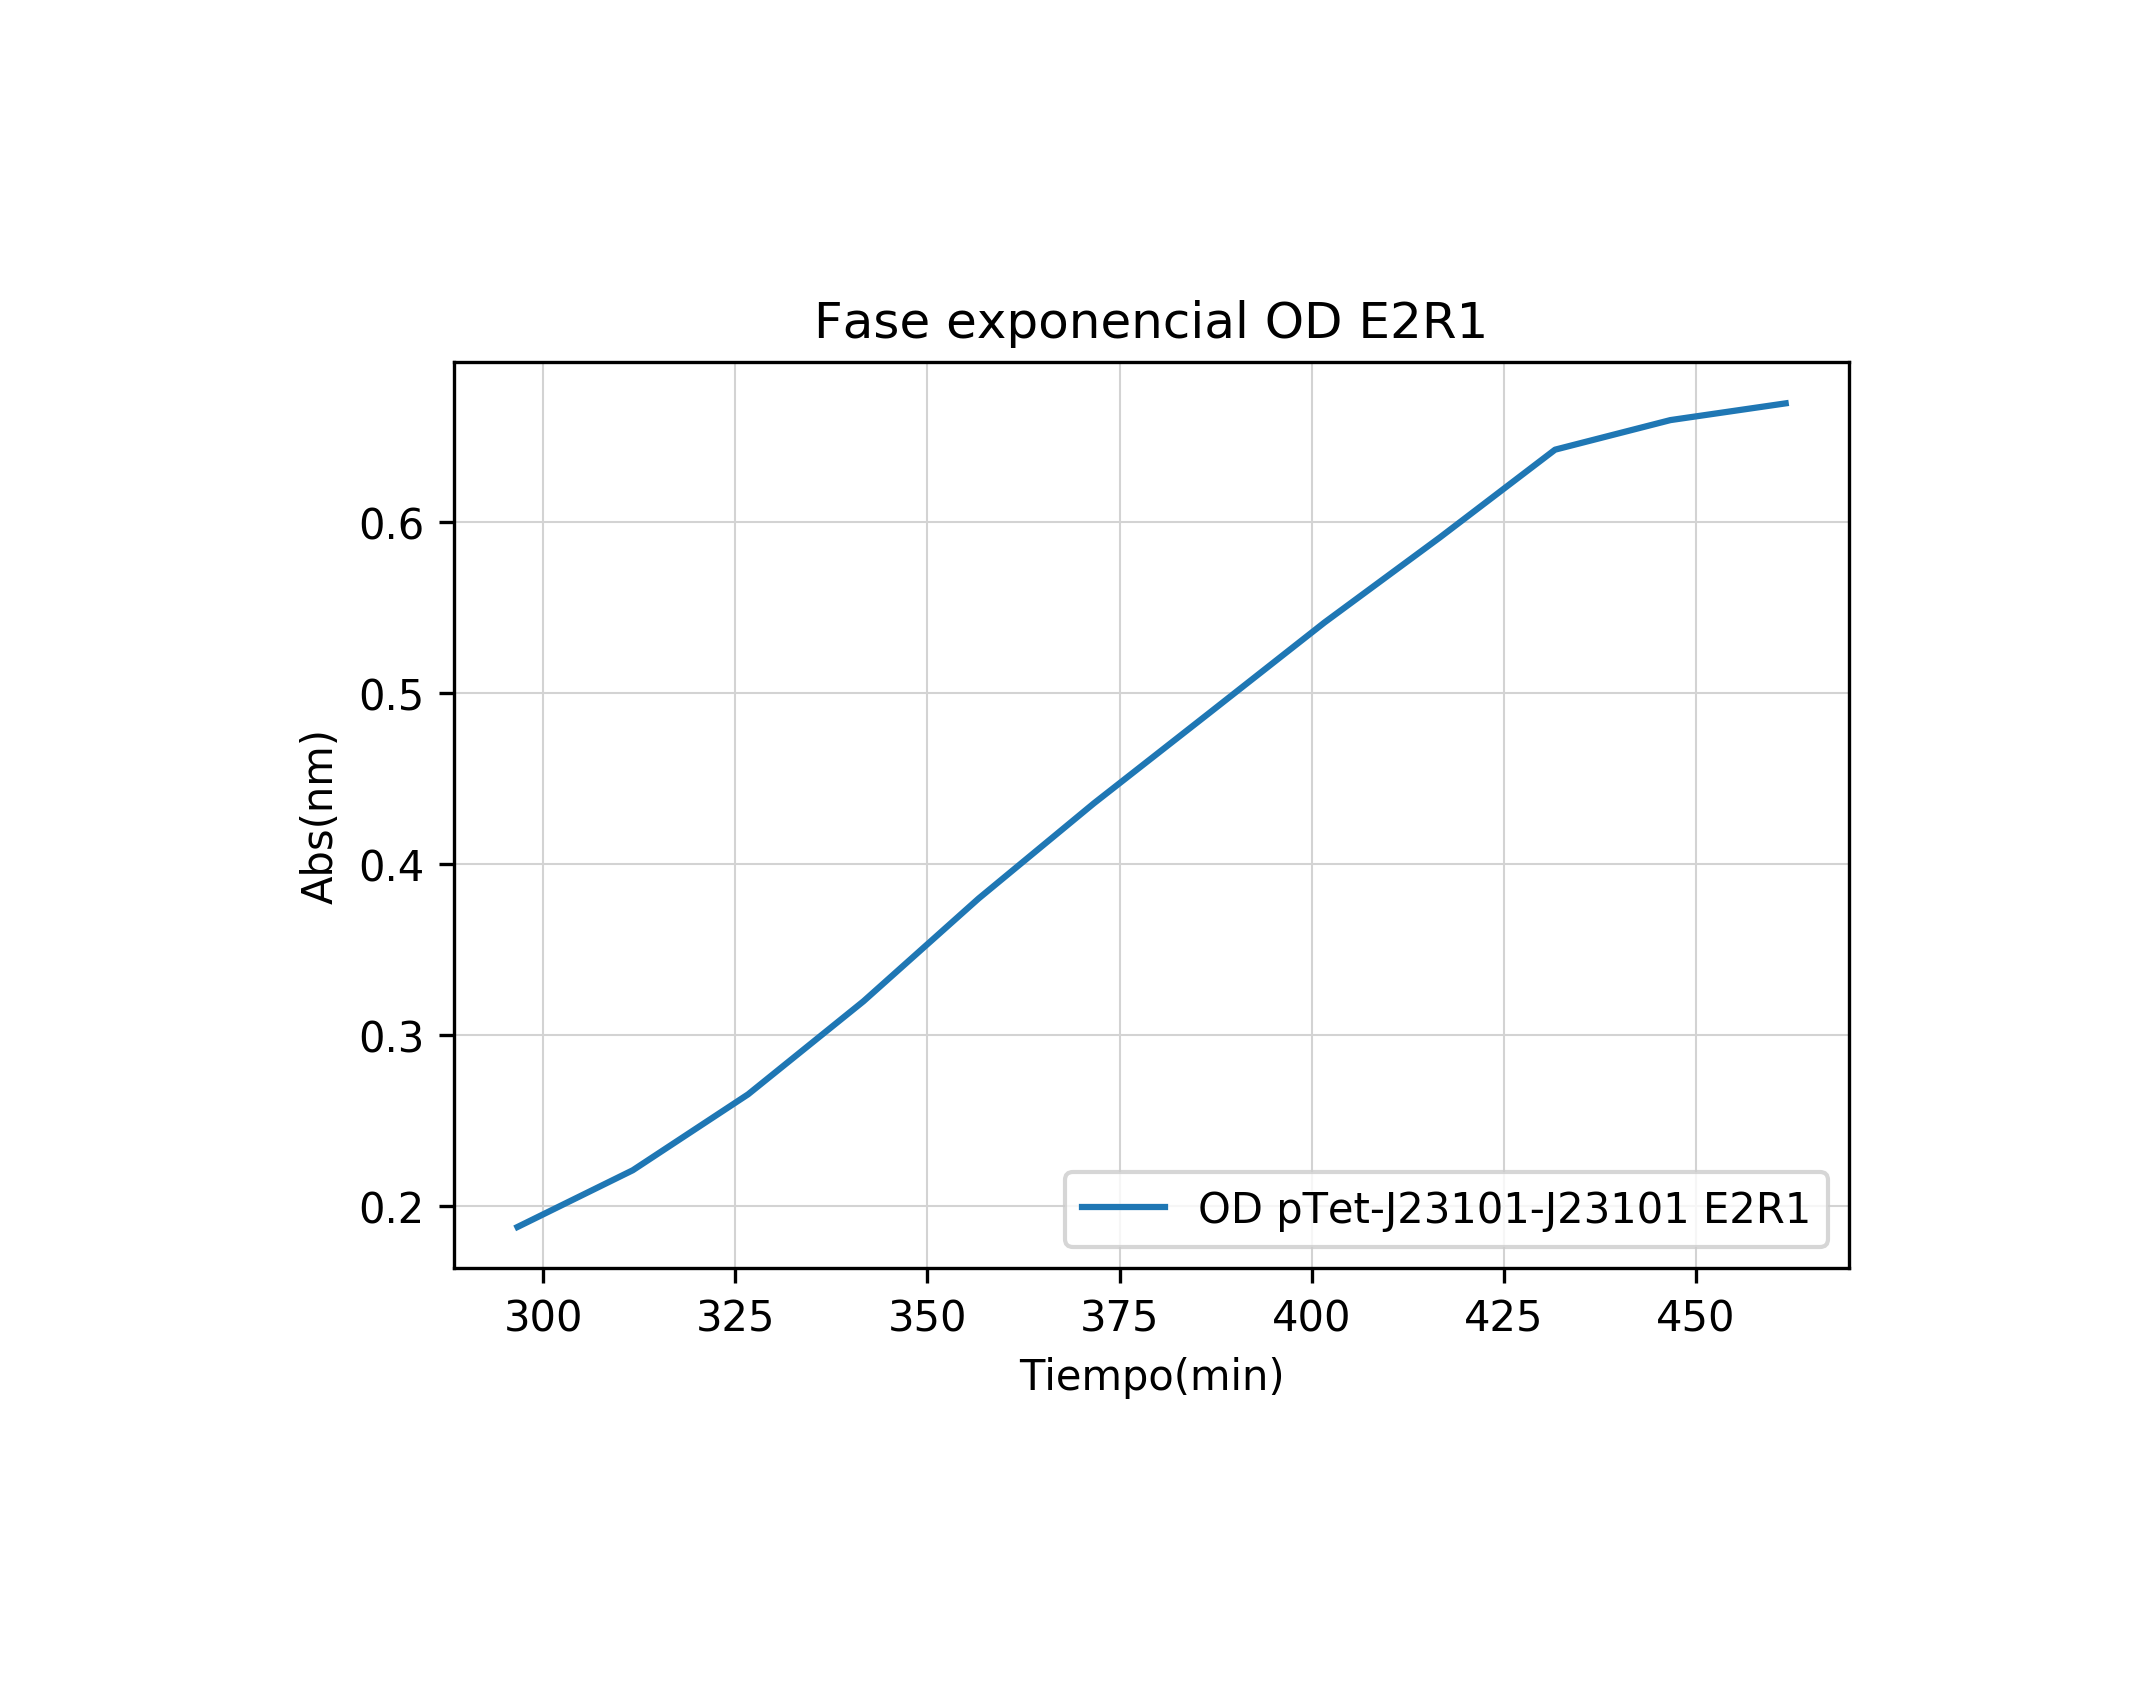 Fase exponencial OD E2R1
Abs(nm)
0.6
0.5
0.4
0.3
0.2
OD pTet-J23101-J23101 E2R1
300 325 350 375 400 425 450
Tiempo(min)